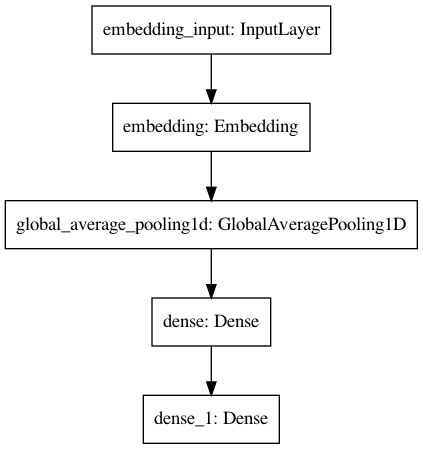 embedding_input: InputLayer
embedding: Embedding
global_average_pooling1d: GlobalAveragePooling1D
dense: Dense
dense_1: Dense